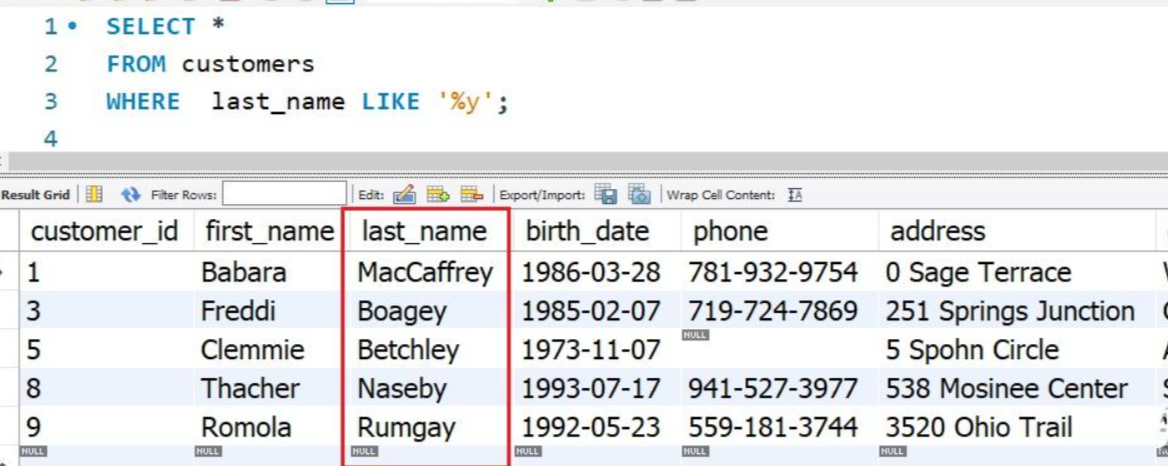 1 SELECT *
2 FROM customers
3 WHERE last_name LIKE '%y';
4
Result Grid Filter Rows: Edit: Export/Import: Wrap Cell Content: IA
customer_id first_name last_name birth_date phone address
1 Babara MacCaffrey 1986-03-28 781-932-9754 0 Sage Terrace
3 Freddi Boagey 1985-02-07 719-724-7869 251 Springs Junction
5 Clemmie Betchley 1973-11-07 NULL 5 Spohn Circle
8 Thacher Naseby 1993-07-17 941-527-3977 538 Mosinee Center
9 Romola Rumgay 1992-05-23 559-181-3744 3520 Ohio Trail
NULL NULL NULL NULL NULL NULL